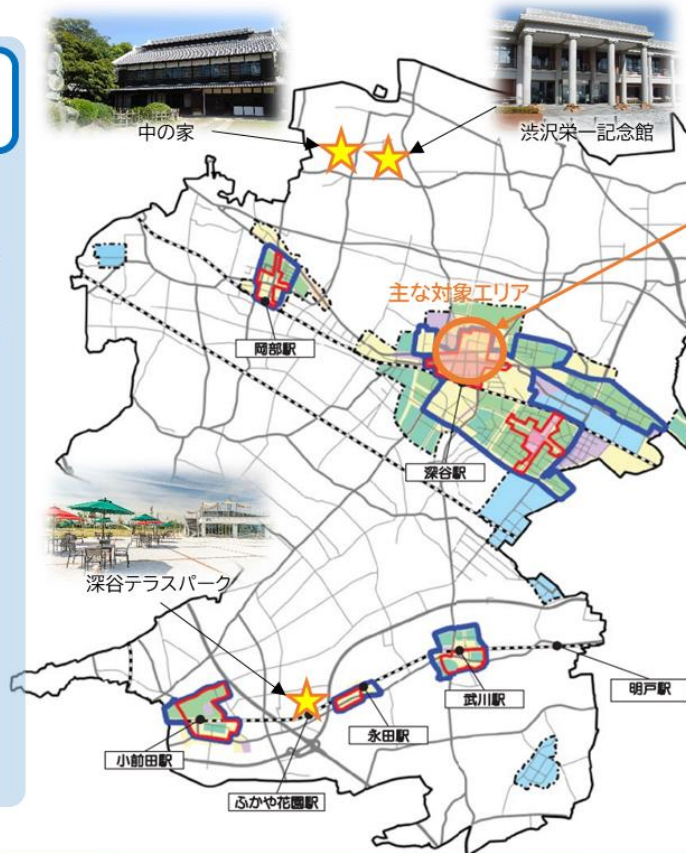 中の家
渋沢栄一記念館
主な対象エリア
岡部駅
深谷駅
深谷テラスパーク
武川駅
明戸駅
永田駅
小前田駅
ふかや花園駅